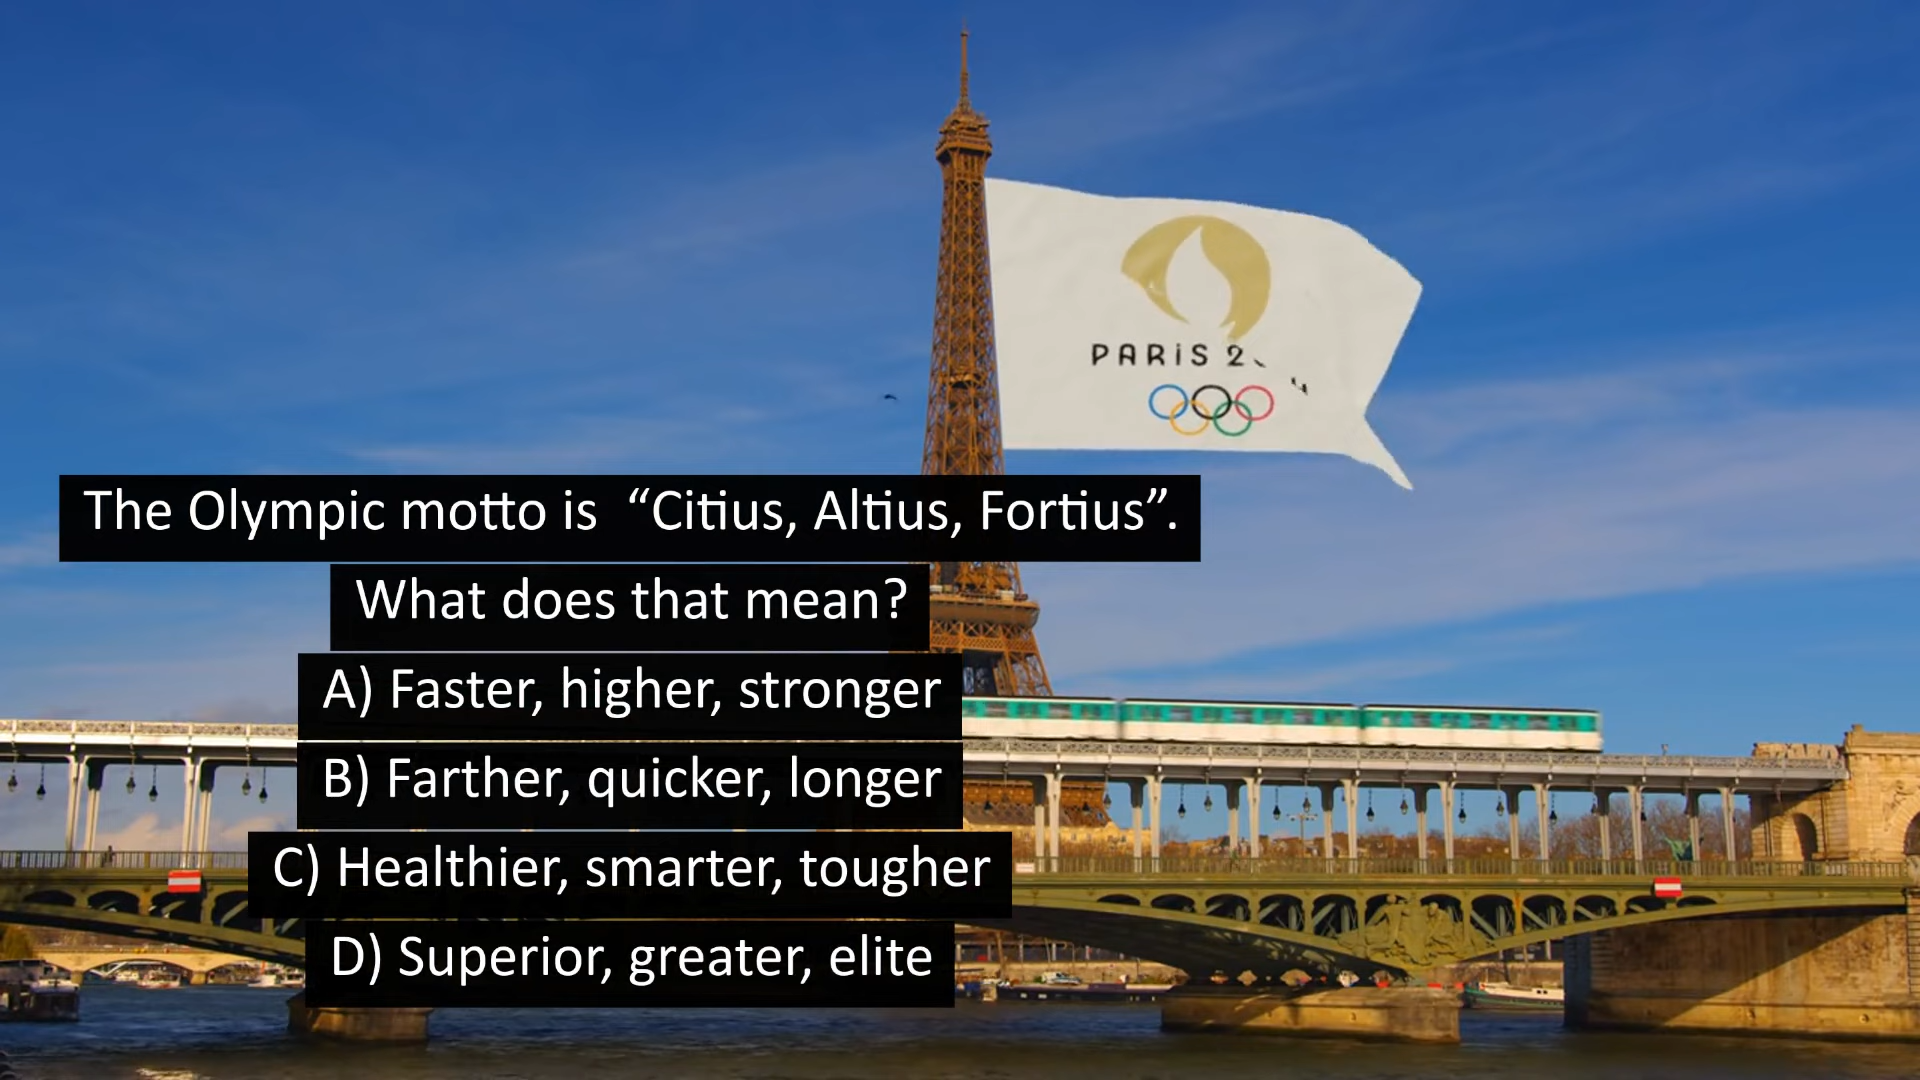 PARiS 2
The Olympic motto is “Citius, Altius, Fortius”.
What does that mean?
A) Faster, higher, stronger
B) Farther, quicker, longer
C) Healthier, smarter, tougher
D) Superior, greater, elite